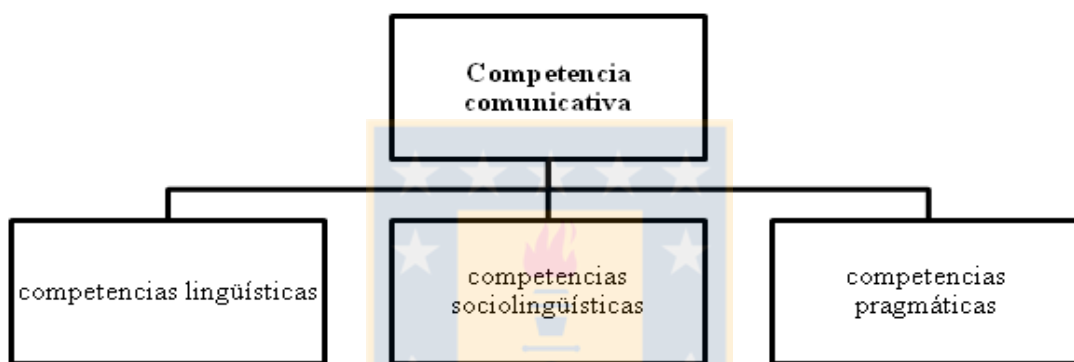 Competencia
comunicativa
competencias lingüísticas
competencias
sociolingüísticas
competencias
pragmáticas